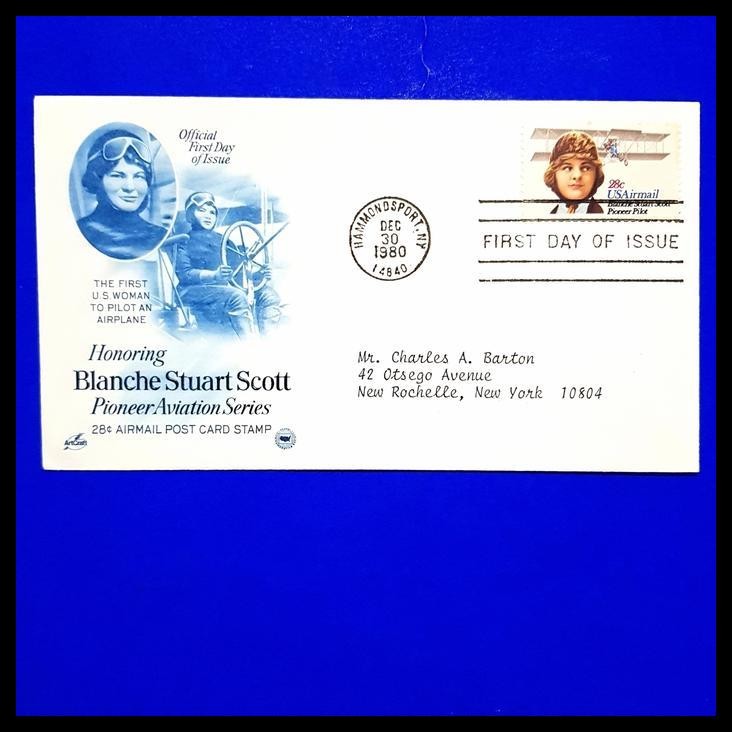 Official
First Day
of Issue
THE FIRST
U.S. WOMAN
TO PILOT AN
AIRPLANE
Honoring
Blanche Stuart Scott
Pioneer Aviation Series
28¢ AIRMAIL POST CARD STAMP
ArtCraft
HAMMONDSPORT, NY
DEC
30
1980
14840
28c
USAirmail
Blanche Stuart Scott
Pioneer Pilot
FIRST DAY OF ISSUE
Mr. Charles A. Barton
42 Otsego Avenue
New Rochelle, New York 10804